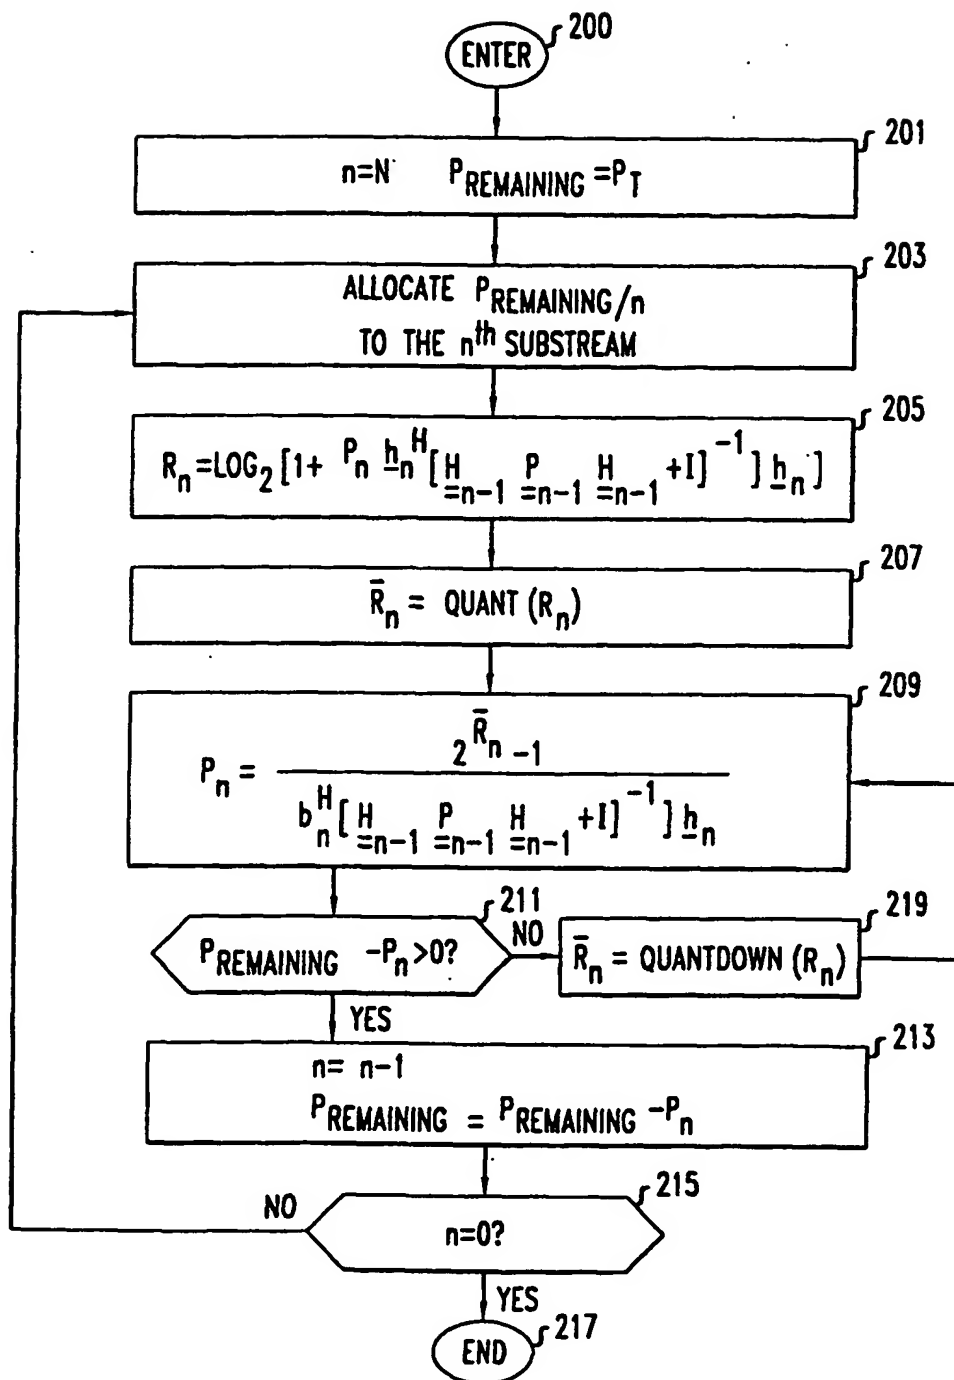 200
ENTER
201
n=N P_REMAINING =P_T
203
ALLOCATE P_REMAINING/n
TO THE n^th SUBSTREAM
205
R_n=LOG_2 [1+ P_n h_n^H [H_n-1 P_n-1 H_n-1 +I]^-1 ] h_n ]
207
R̄_n = QUANT (R_n)
209
P_n = 2^R̄_n -1 / b_n^H [ H_n-1 P_n-1 H_n-1 +I]^-1 ] h_n
211
P_REMAINING -P_n>0?
NO
219
R̄_n = QUANTDOWN (R_n)
YES
213
n= n-1
P_REMAINING = P_REMAINING -P_n
215
NO
n=0?
YES
217
END